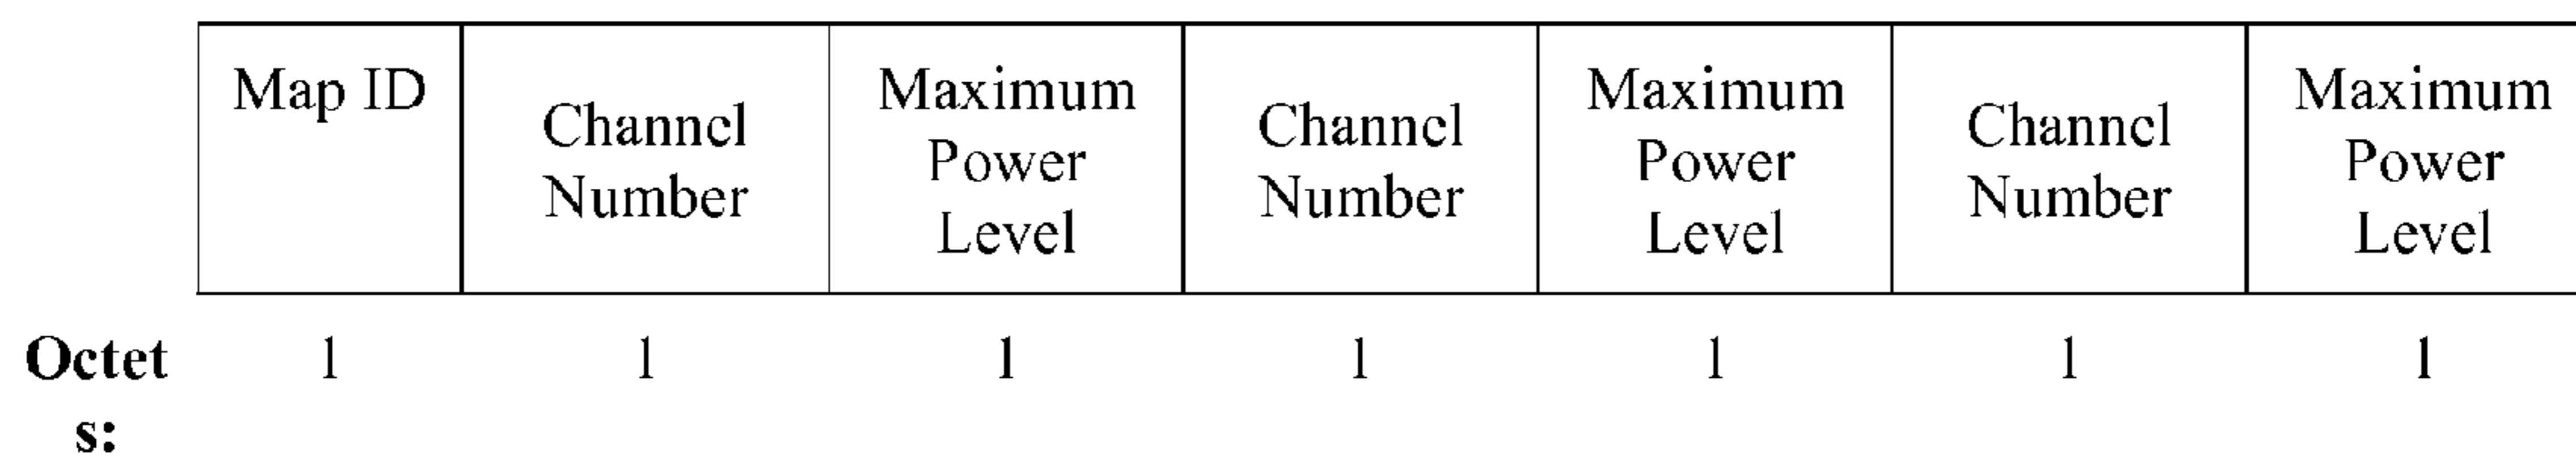 Map ID
Channel
Number
Maximum
Power
Level
Channel
Number
Maximum
Power
Level
Channel
Number
Maximum
Power
Level
Octet
s:
1 1 1 1 1 1 1